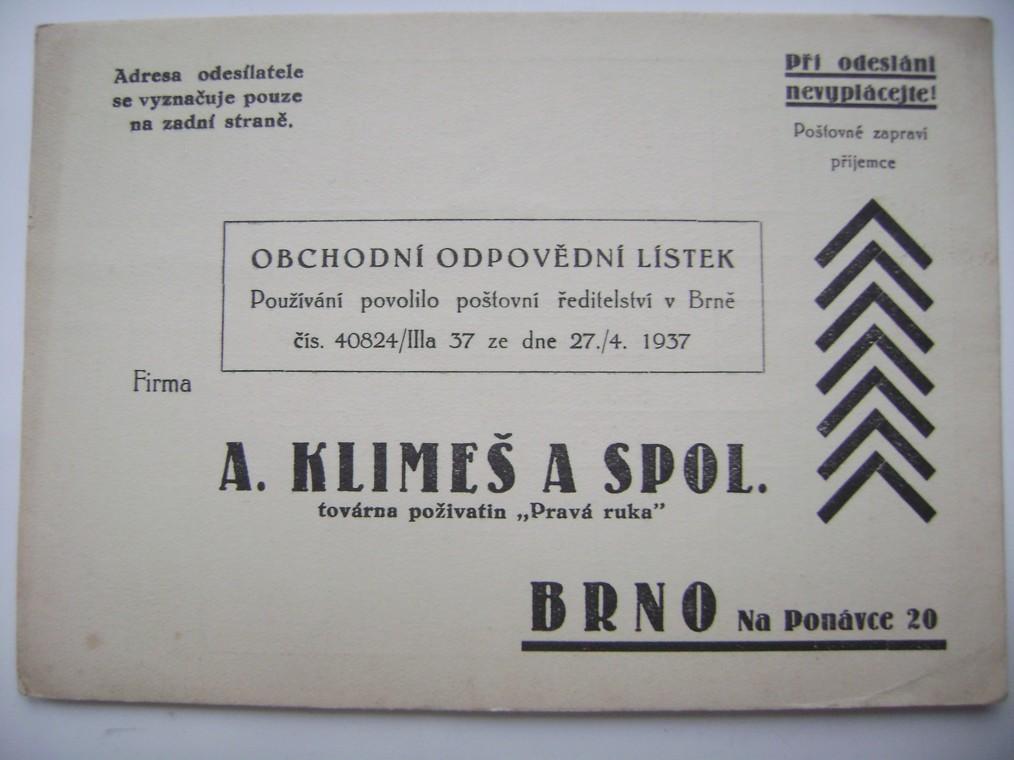 Adresa odesílatele
se vyznačuje pouze
na zadní straně.
Při odeslání
nevyplácejte!
Poštovné zapraví
příjemce
OBCHODNÍ ODPOVĚDNÍ LÍSTEK
Používání povolilo poštovní ředitelství v Brně
čís. 40824/IIIa 37 ze dne 27./4. 1937
Firma
A. KLIMEŠ A SPOL.
továrna poživatin „Pravá ruka”
BRNO Na Ponávce 20